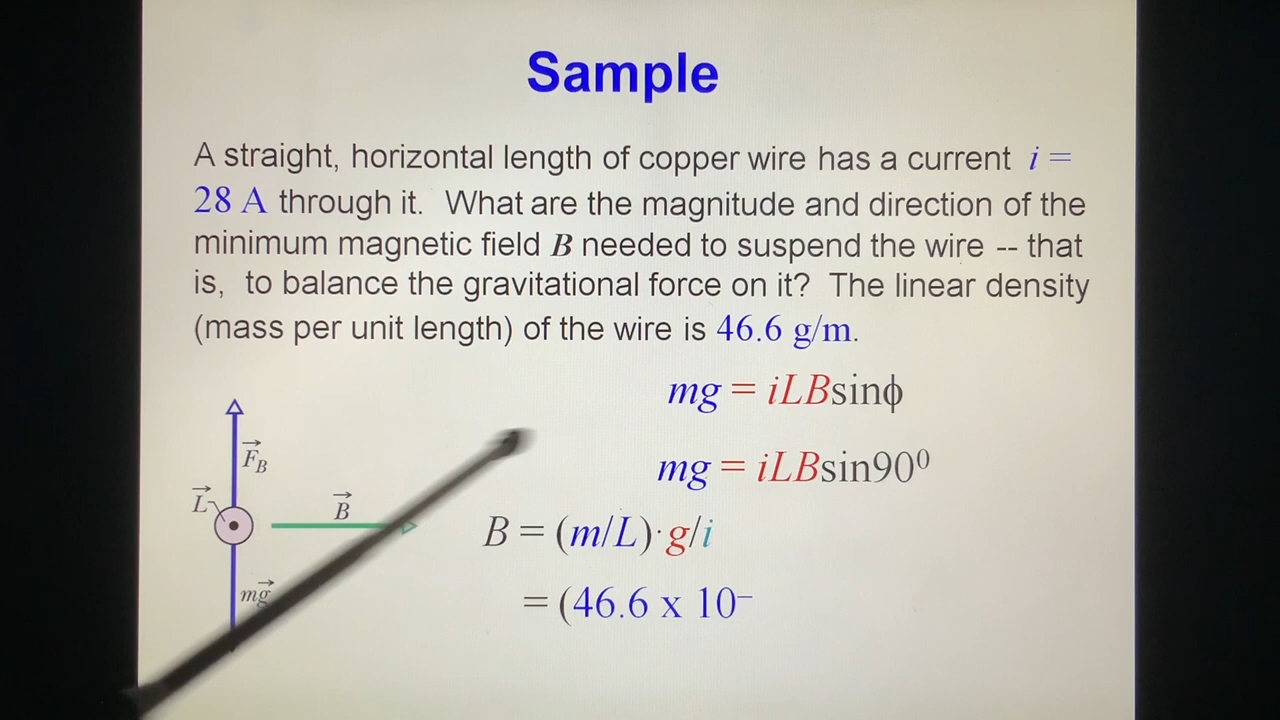 Sample
A straight, horizontal length of copper wire has a current i =
28 A through it. What are the magnitude and direction of the
minimum magnetic field B needed to suspend the wire -- that
is, to balance the gravitational force on it? The linear density
(mass per unit length) of the wire is 46.6 g/m.
mg = iLBsinϕ
F⃗_B
mg = iLBsin90⁰
L⃗
B⃗
B = (m/L)·g/i
mg⃗
= (46.6 x 10⁻